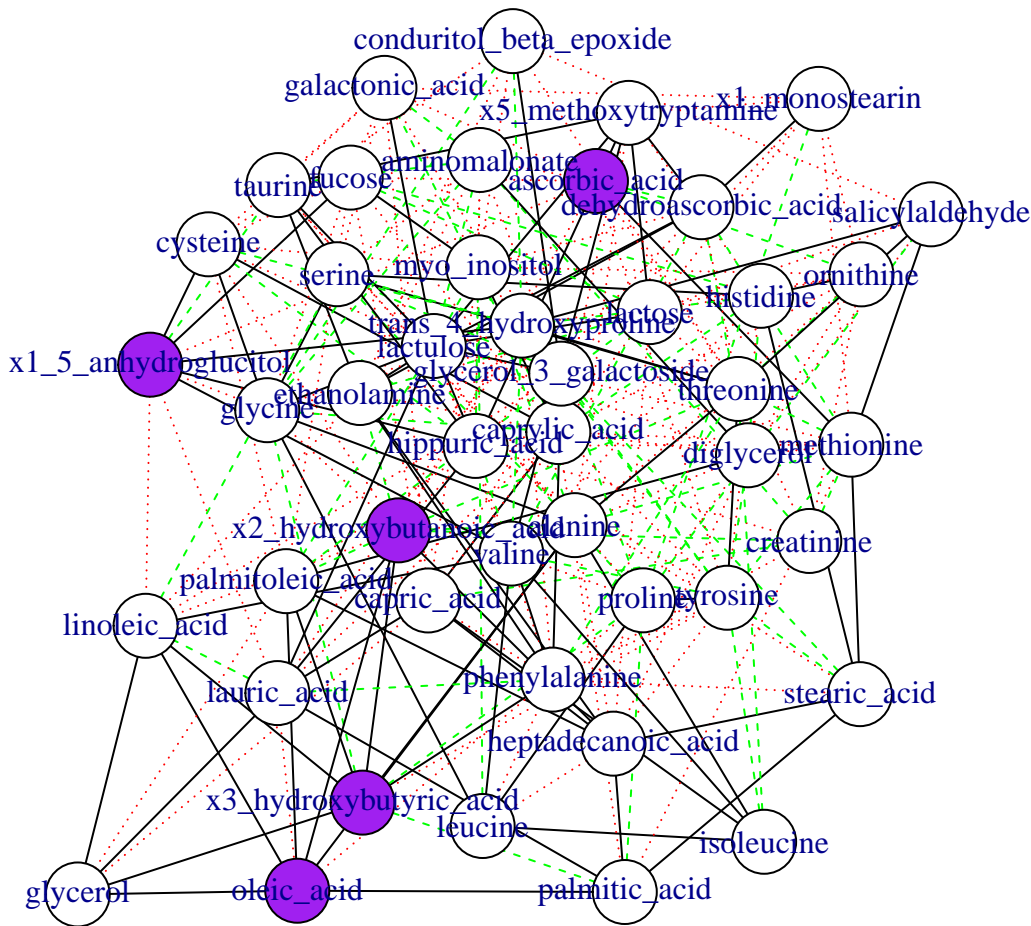 conduritol_beta_epoxide
galactonic_acid
x5_methoxytryptamine
x1_monostearin
aminomalonate
taurine
fucose
ascorbic_acid
dehydroascorbic_acid
salicylaldehyde
cysteine
serine
myo_inositol
histidine
ornithine
lactose
trans_4_hydroxyproline
lactulose
x1_5_anhydroglucitol
glycerol_3_galactoside
threonine
ethanolamine
glycine
caprylic_acid
hippuric_acid
diglycerol
methionine
x2_hydroxybutanoic_acid
alanine
creatinine
valine
palmitoleic_acid
capric_acid
proline
tyrosine
linoleic_acid
phenylalanine
lauric_acid
stearic_acid
heptadecanoic_acid
x3_hydroxybutyric_acid
leucine
isoleucine
glycerol
oleic_acid
palmitic_acid